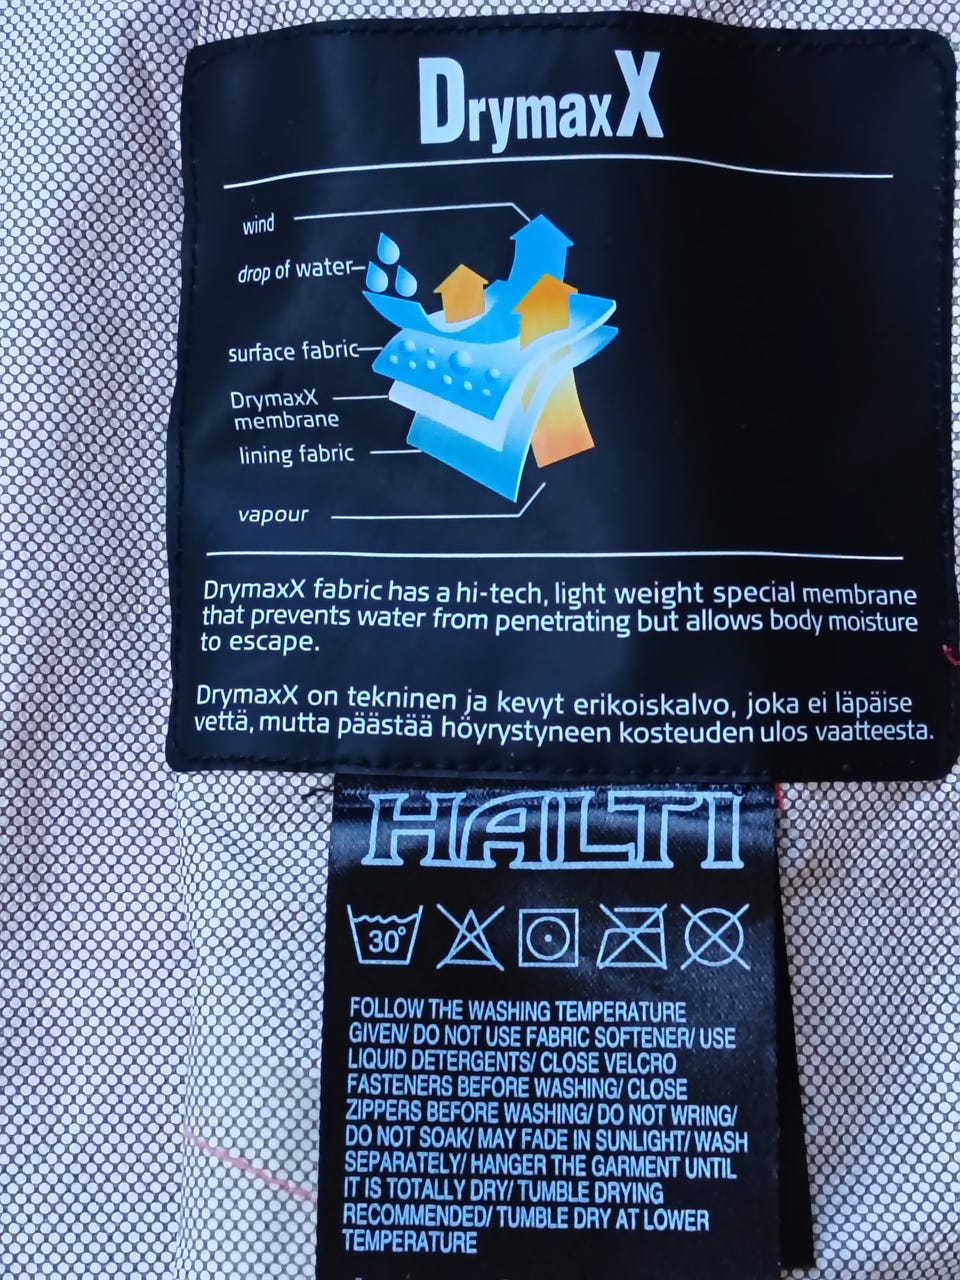 DrymaxX
wind
drop of water
surface fabric
DrymaxX
membrane
lining fabric
vapour
DrymaxX fabric has a hi-tech, light weight special membrane
that prevents water from penetrating but allows body moisture
to escape.
DrymaxX on tekninen ja kevyt erikoiskalvo, joka ei läpäise
vettä, mutta päästää höyrystyneen kosteuden ulos vaatteesta.
HALTI
30°
FOLLOW THE WASHING TEMPERATURE
GIVEN/ DO NOT USE FABRIC SOFTENER/ USE
LIQUID DETERGENTS/ CLOSE VELCRO
FASTENERS BEFORE WASHING/ CLOSE
ZIPPERS BEFORE WASHING/ DO NOT WRING/
DO NOT SOAK/ MAY FADE IN SUNLIGHT/ WASH
SEPARATELY/ HANGER THE GARMENT UNTIL
IT IS TOTALLY DRY/ TUMBLE DRYING
RECOMMENDED/ TUMBLE DRY AT LOWER
TEMPERATURE